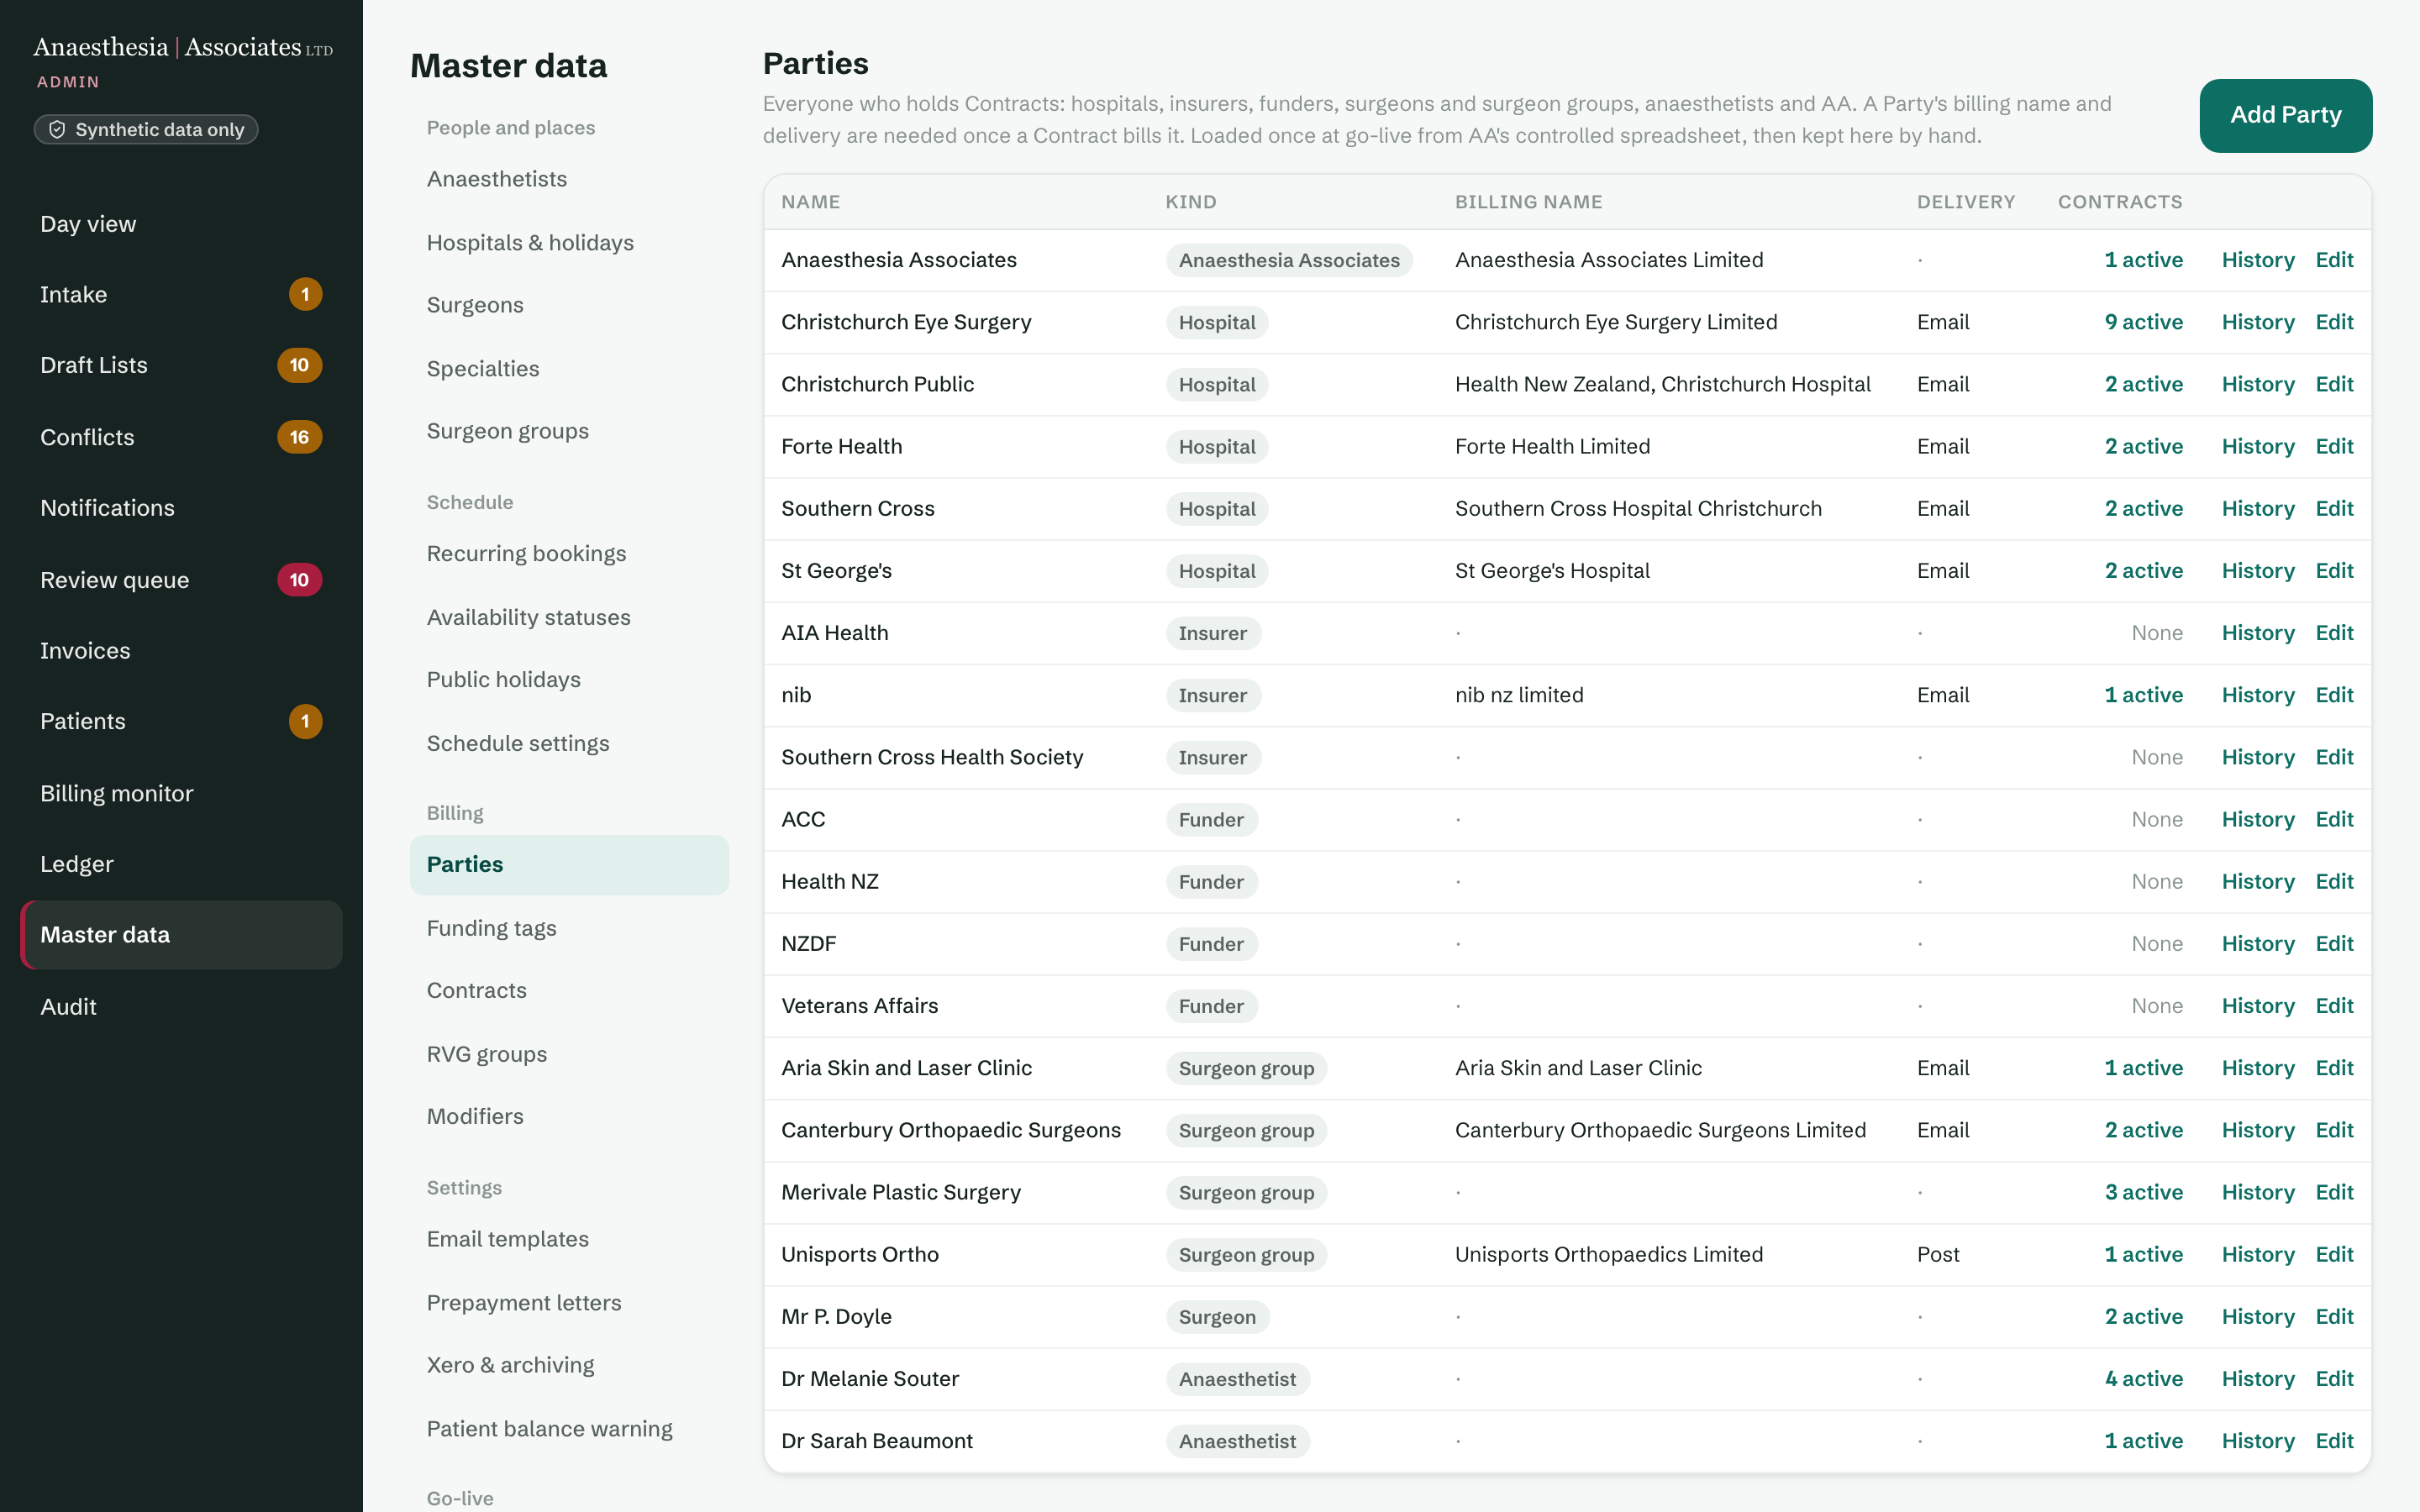 Anaesthesia | Associates LTD
ADMIN
Synthetic data only
Day view
Intake 1
Draft Lists 10
Conflicts 16
Notifications
Review queue 10
Invoices
Patients 1
Billing monitor
Ledger
Master data
Audit
Master data
People and places
Anaesthetists
Hospitals & holidays
Surgeons
Specialties
Surgeon groups
Schedule
Recurring bookings
Availability statuses
Public holidays
Schedule settings
Billing
Parties
Funding tags
Contracts
RVG groups
Modifiers
Settings
Email templates
Prepayment letters
Xero & archiving
Patient balance warning
Go-live
Parties
Everyone who holds Contracts: hospitals, insurers, funders, surgeons and surgeon groups, anaesthetists and AA. A Party's billing name and
delivery are needed once a Contract bills it. Loaded once at go-live from AA's controlled spreadsheet, then kept here by hand.
Add Party
NAME KIND BILLING NAME DELIVERY CONTRACTS
Anaesthesia Associates Anaesthesia Associates Anaesthesia Associates Limited · 1 active History Edit
Christchurch Eye Surgery Hospital Christchurch Eye Surgery Limited Email 9 active History Edit
Christchurch Public Hospital Health New Zealand, Christchurch Hospital Email 2 active History Edit
Forte Health Hospital Forte Health Limited Email 2 active History Edit
Southern Cross Hospital Southern Cross Hospital Christchurch Email 2 active History Edit
St George's Hospital St George's Hospital Email 2 active History Edit
AIA Health Insurer · · None History Edit
nib Insurer nib nz limited Email 1 active History Edit
Southern Cross Health Society Insurer · · None History Edit
ACC Funder · · None History Edit
Health NZ Funder · · None History Edit
NZDF Funder · · None History Edit
Veterans Affairs Funder · · None History Edit
Aria Skin and Laser Clinic Surgeon group Aria Skin and Laser Clinic Email 1 active History Edit
Canterbury Orthopaedic Surgeons Surgeon group Canterbury Orthopaedic Surgeons Limited Email 2 active History Edit
Merivale Plastic Surgery Surgeon group · · 3 active History Edit
Unisports Ortho Surgeon group Unisports Orthopaedics Limited Post 1 active History Edit
Mr P. Doyle Surgeon · · 2 active History Edit
Dr Melanie Souter Anaesthetist · · 4 active History Edit
Dr Sarah Beaumont Anaesthetist · · 1 active History Edit